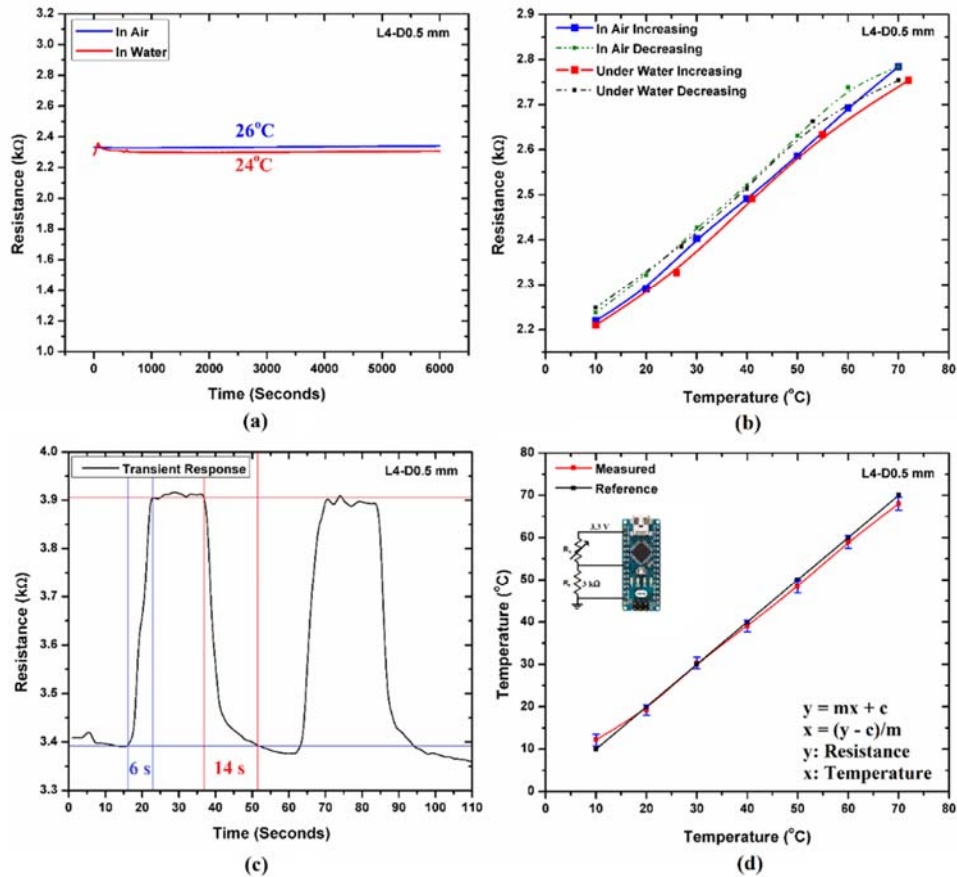 3.2
3.0
2.8
2.6
2.4
2.2
2.0
1.8
1.6
1.4
1.2
1.0
Resistance (kΩ)
In Air
In Water
L4-D0.5 mm
26°C
24°C
0 1000 2000 3000 4000 5000 6000
Time (Seconds)
(a)
2.9
2.8
2.7
2.6
2.5
2.4
2.3
2.2
Resistance (kΩ)
In Air Increasing
In Air Decreasing
Under Water Increasing
Under Water Decreasing
L4-D0.5 mm
0 10 20 30 40 50 60 70 80
Temperature (°C)
(b)
4.0
3.9
3.8
3.7
3.6
3.5
3.4
3.3
Resistance (kΩ)
Transient Response
L4-D0.5 mm
6 s
14 s
0 10 20 30 40 50 60 70 80 90 100 110
Time (Seconds)
(c)
70
60
50
40
30
20
10
0
Temperature (°C)
Measured
Reference
L4-D0.5 mm
3.3 V
3 kΩ
y = mx + c
x = (y - c)/m
y: Resistance
x: Temperature
0 10 20 30 40 50 60 70 80
Temperature (°C)
(d)